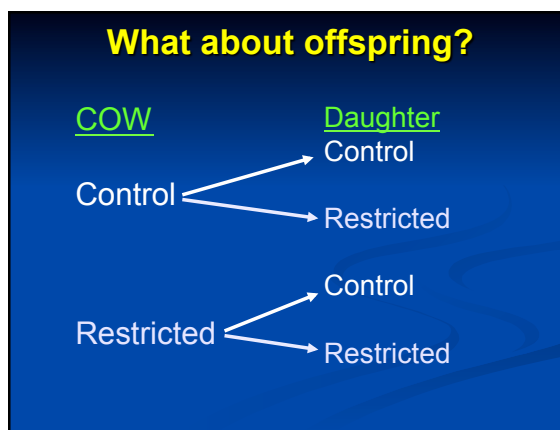 What about offspring?
COW
Daughter
Control
Control
Restricted
Control
Restricted
Restricted